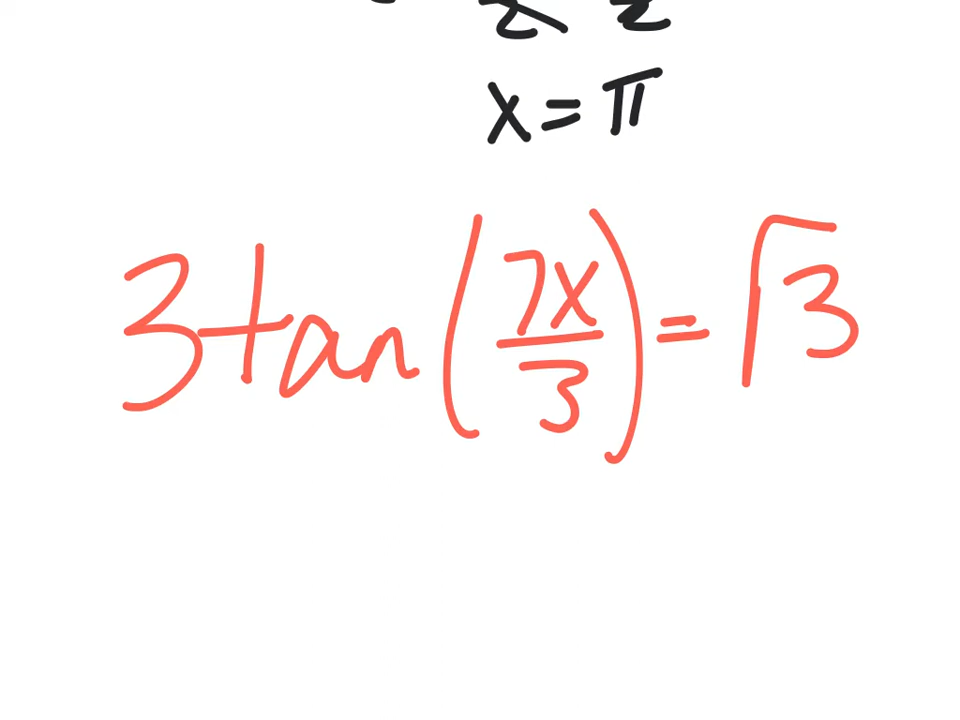 x = π
3tan(7x/3) = √3